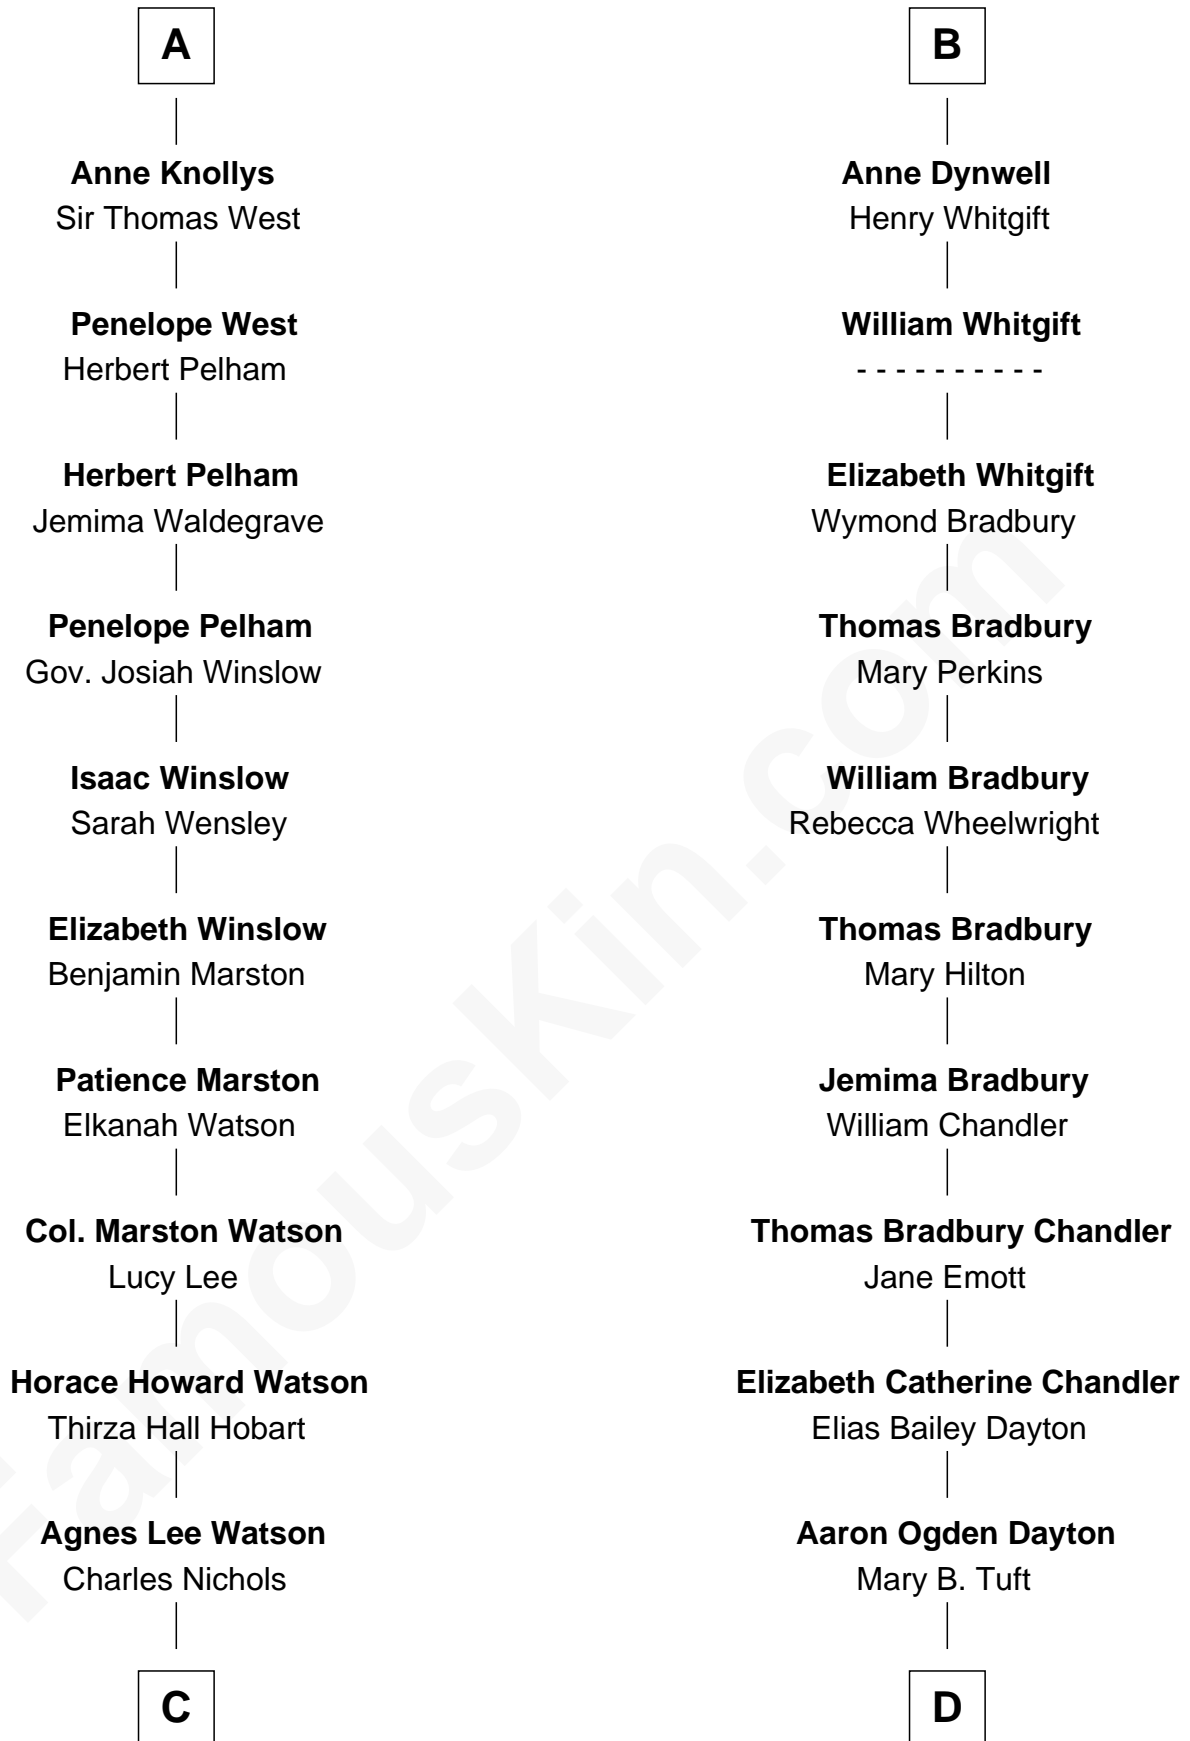 A
Anne Knollys
Sir Thomas West
Penelope West
Herbert Pelham
Herbert Pelham
Jemima Waldegrave
Penelope Pelham
Gov. Josiah Winslow
Isaac Winslow
Sarah Wensley
Elizabeth Winslow
Benjamin Marston
Patience Marston
Elkanah Watson
Col. Marston Watson
Lucy Lee
Horace Howard Watson
Thirza Hall Hobart
Agnes Lee Watson
Charles Nichols
C
B
Anne Dynwell
Henry Whitgift
William Whitgift
- - - - - - - - - -
Elizabeth Whitgift
Wymond Bradbury
Thomas Bradbury
Mary Perkins
William Bradbury
Rebecca Wheelwright
Thomas Bradbury
Mary Hilton
Jemima Bradbury
William Chandler
Thomas Bradbury Chandler
Jane Emott
Elizabeth Catherine Chandler
Elias Bailey Dayton
Aaron Ogden Dayton
Mary B. Tuft
D
FamousKin.com